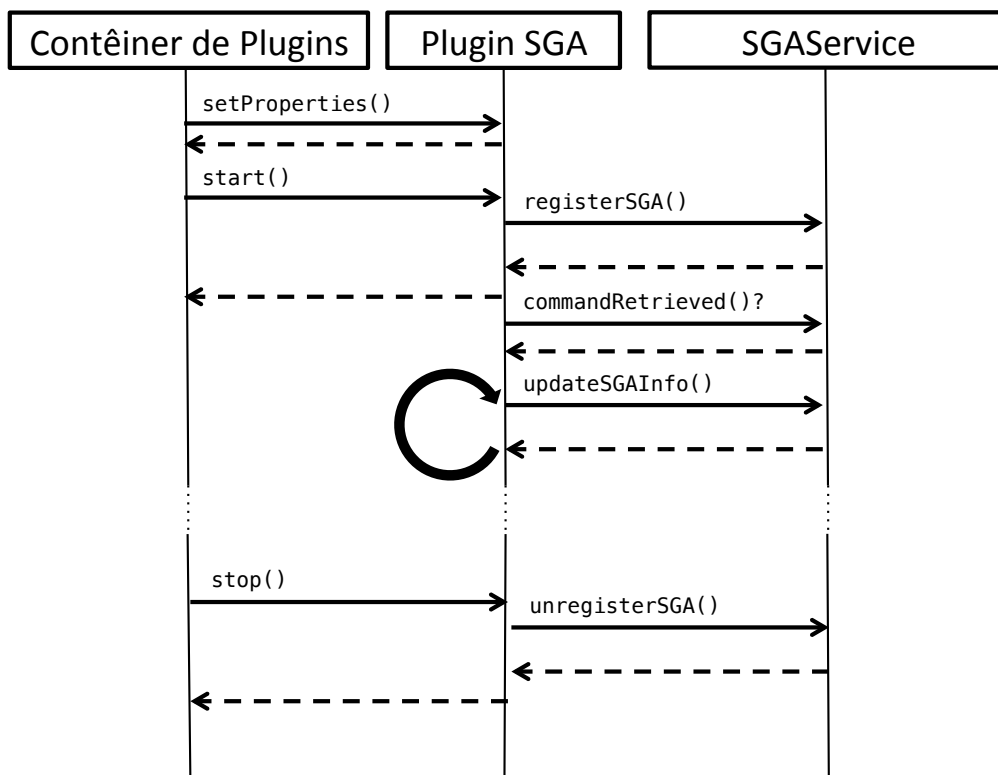 Contêiner de Plugins
Plugin SGA
SGAService
setProperties()
start()
registerSGA()
commandRetrieved()?
updateSGAInfo()
stop()
unregisterSGA()